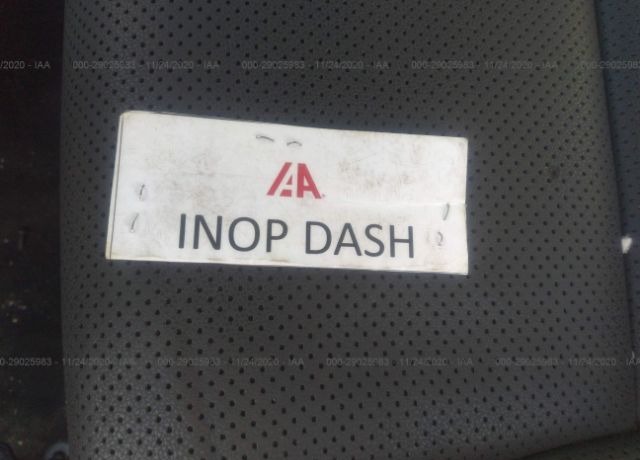 000-29025983 - 11/24/2020 - IAA
IAA
INOP DASH
000-29025983 - 11/24/2020 - IAA